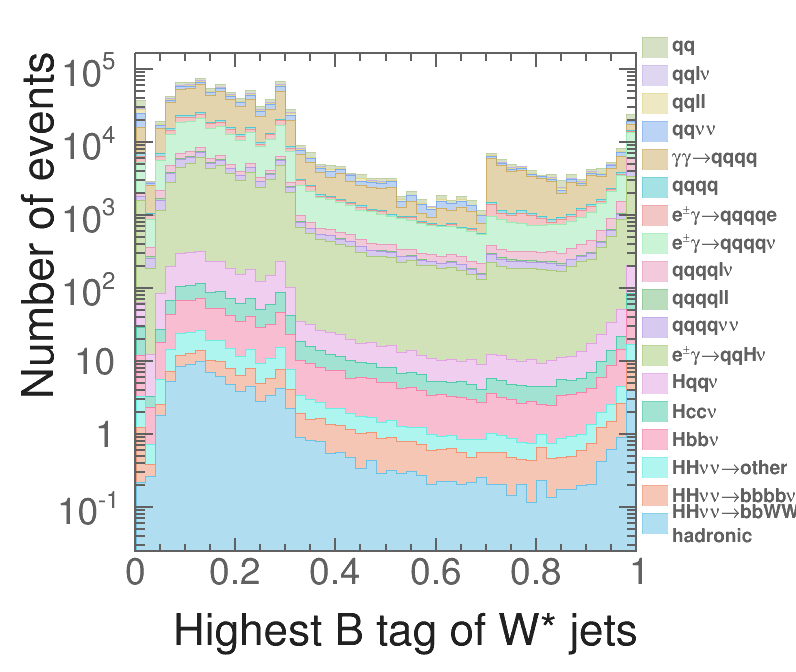 Number of events
10^5
10^4
10^3
10^2
10
1
10^-1
0 0.2 0.4 0.6 0.8 1
Highest B tag of W* jets
qq
qqlν
qqll
qqνν
γγ→qqqq
qqqq
e±γ→qqqqe
e±γ→qqqqν
qqqqlν
qqqqll
qqqqνν
e±γ→qqHν
Hqqν
Hccν
Hbbν
HHνν→other
HHνν→bbbbν
HHνν→bbWW
hadronic